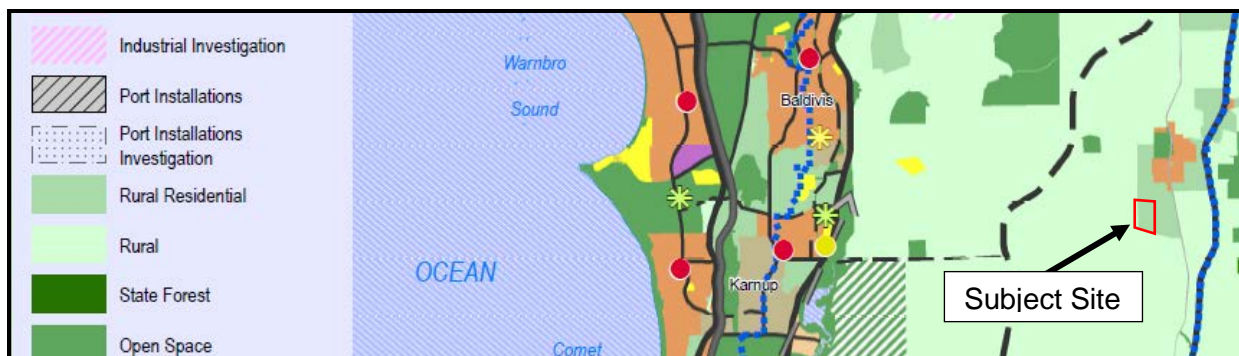 Industrial Investigation
Port Installations
Port Installations
Investigation
Rural Residential
Rural
State Forest
Open Space
Warnbro
Sound
OCEAN
Comet
Baldivis
Karnup
Subject Site